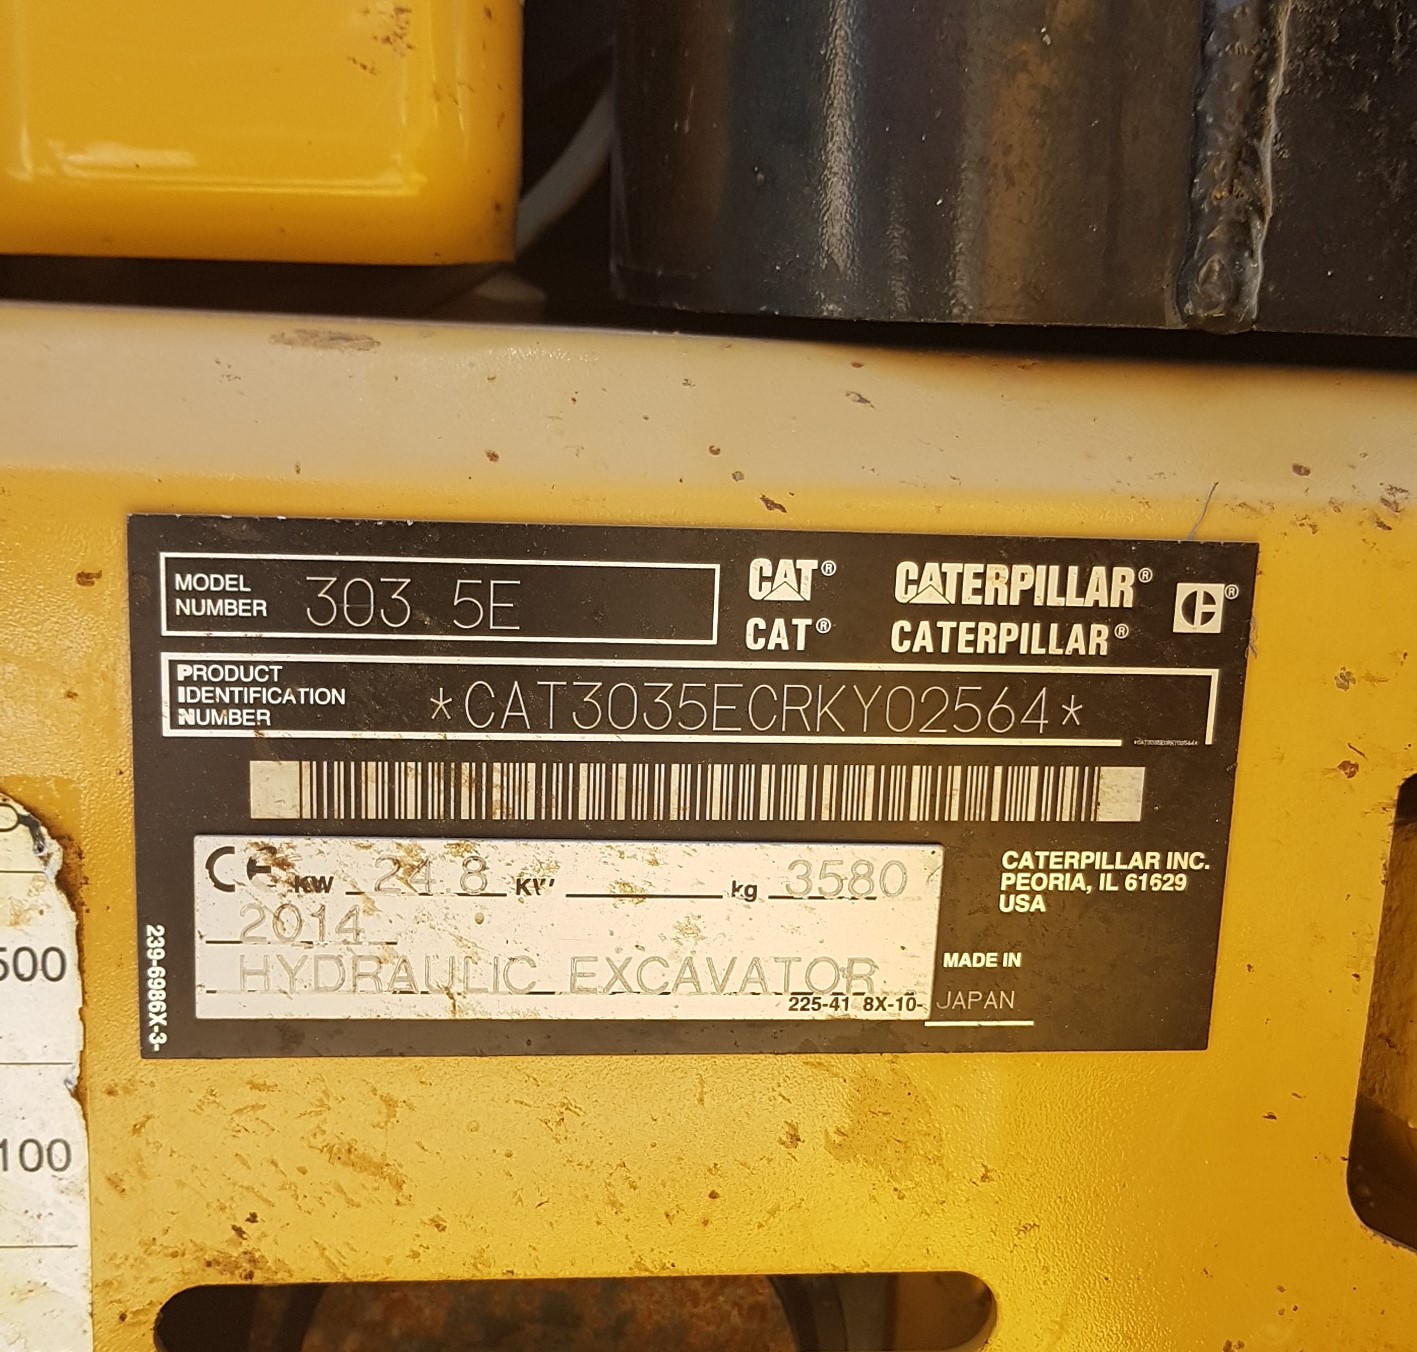 MODEL NUMBER 303 5E
CAT® CATERPILLAR®
CAT® CATERPILLAR®
PRODUCT IDENTIFICATION NUMBER *CAT3035ECRKY02564*
CE KW 24.8 kg 3580
2014
HYDRAULIC EXCAVATOR
225-41 8X-10-
CATERPILLAR INC.
PEORIA, IL 61629
USA
MADE IN
JAPAN
239-6986X-3-
500
100